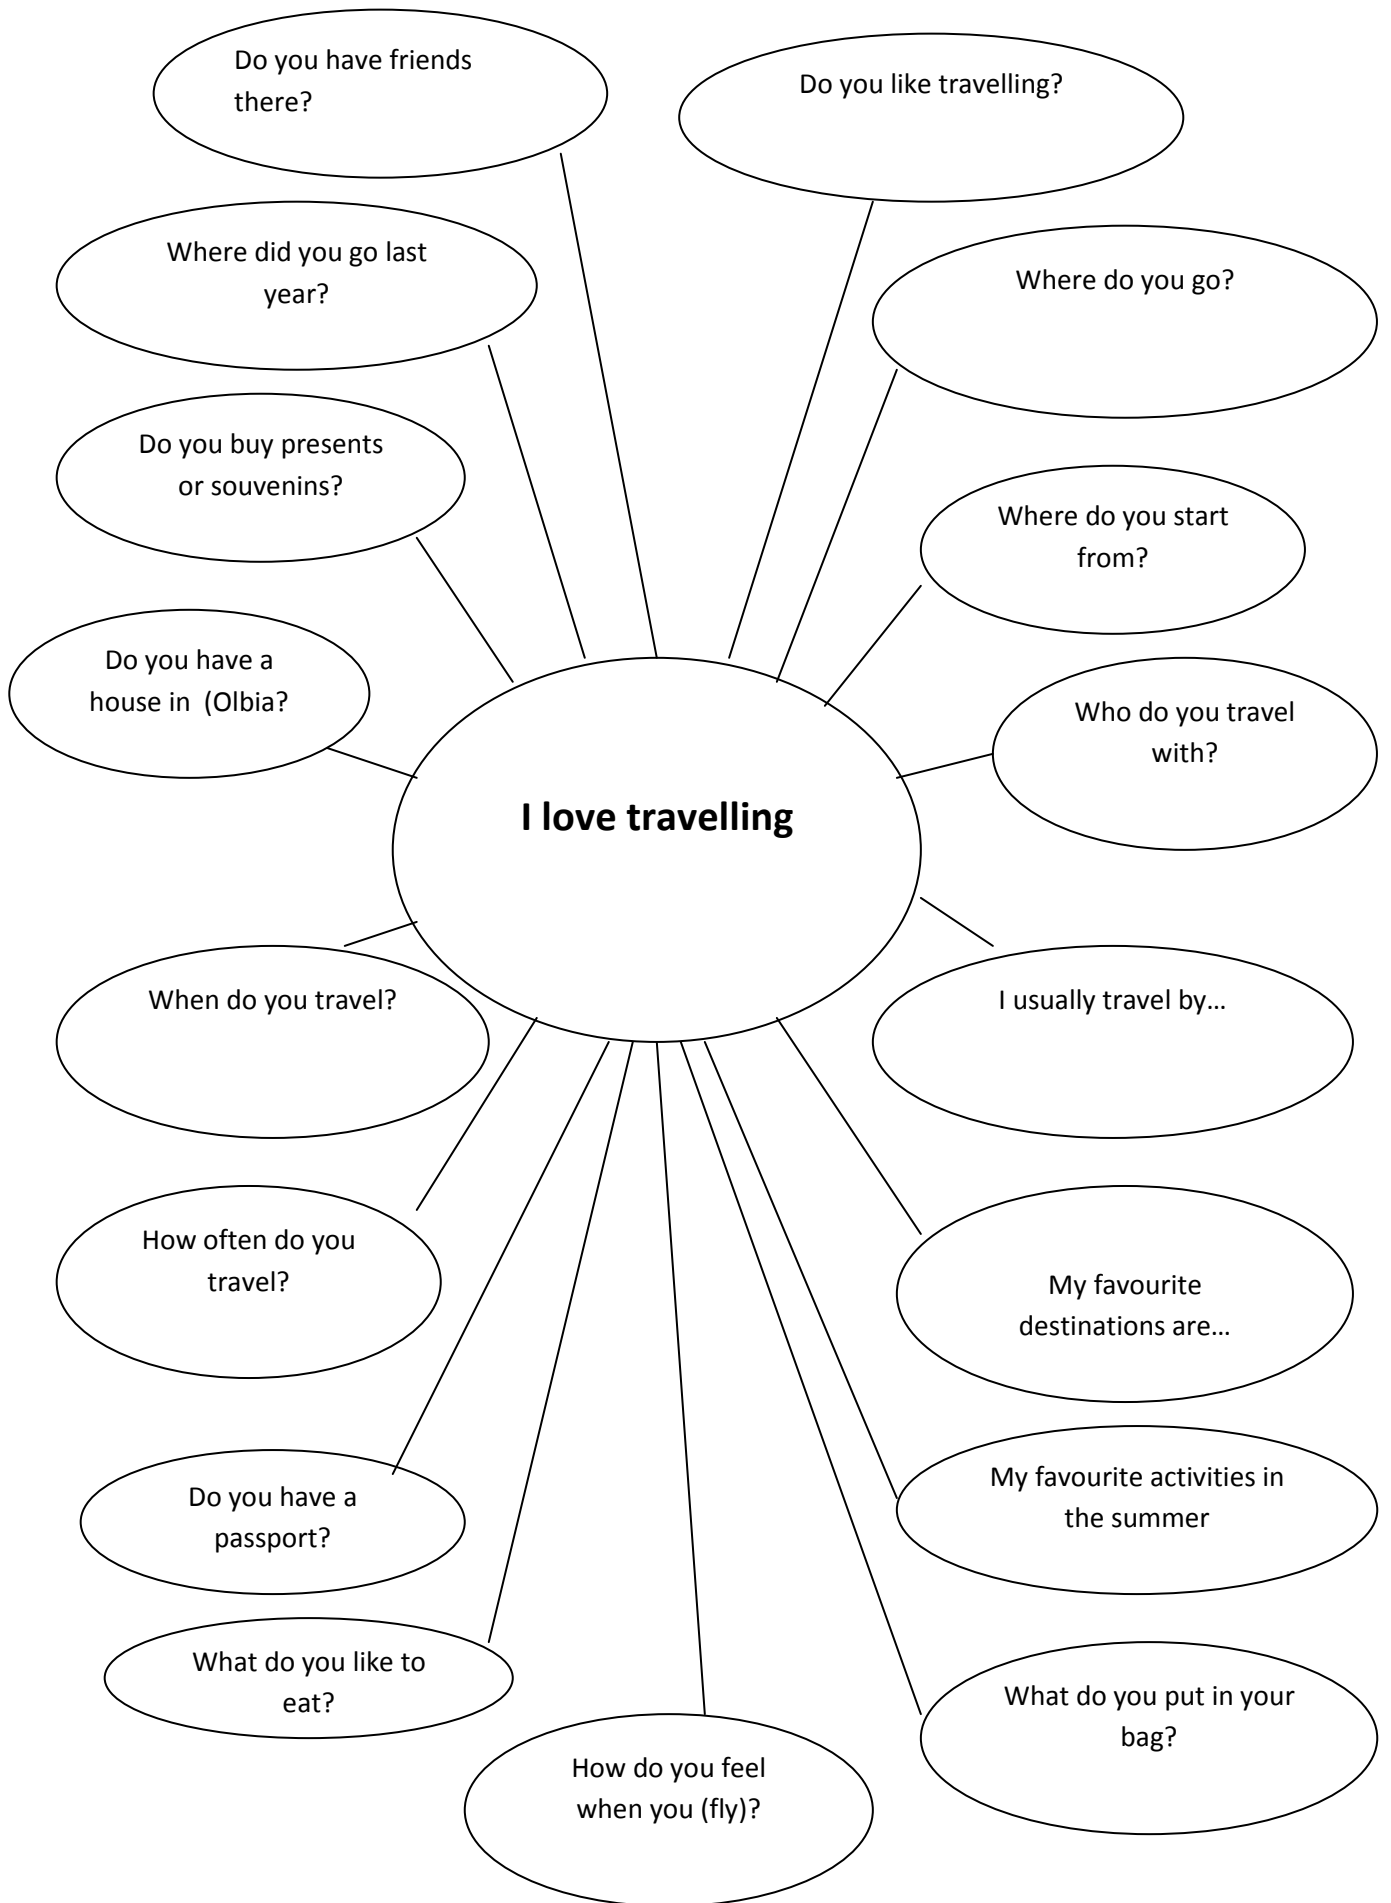 Do you have friends
there?
Do you like travelling?
Where did you go last
year?
Where do you go?
Do you buy presents
or souvenins?
Where do you start
from?
Do you have a
house in  (Olbia?
Who do you travel
with?
I love travelling
When do you travel?
I usually travel by…
How often do you
travel?
My favourite
destinations are…
Do you have a
passport?
My favourite activities in
the summer
What do you like to
eat?
What do you put in your
bag?
How do you feel
when you (fly)?